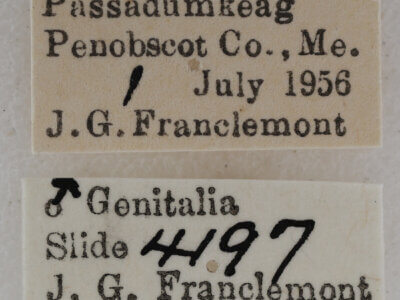 Passadumkeag
Penobscot Co., Me.
1 July 1956
J.G. Franclemont
♂ Genitalia
Slide 4197
J. G. Franclemont